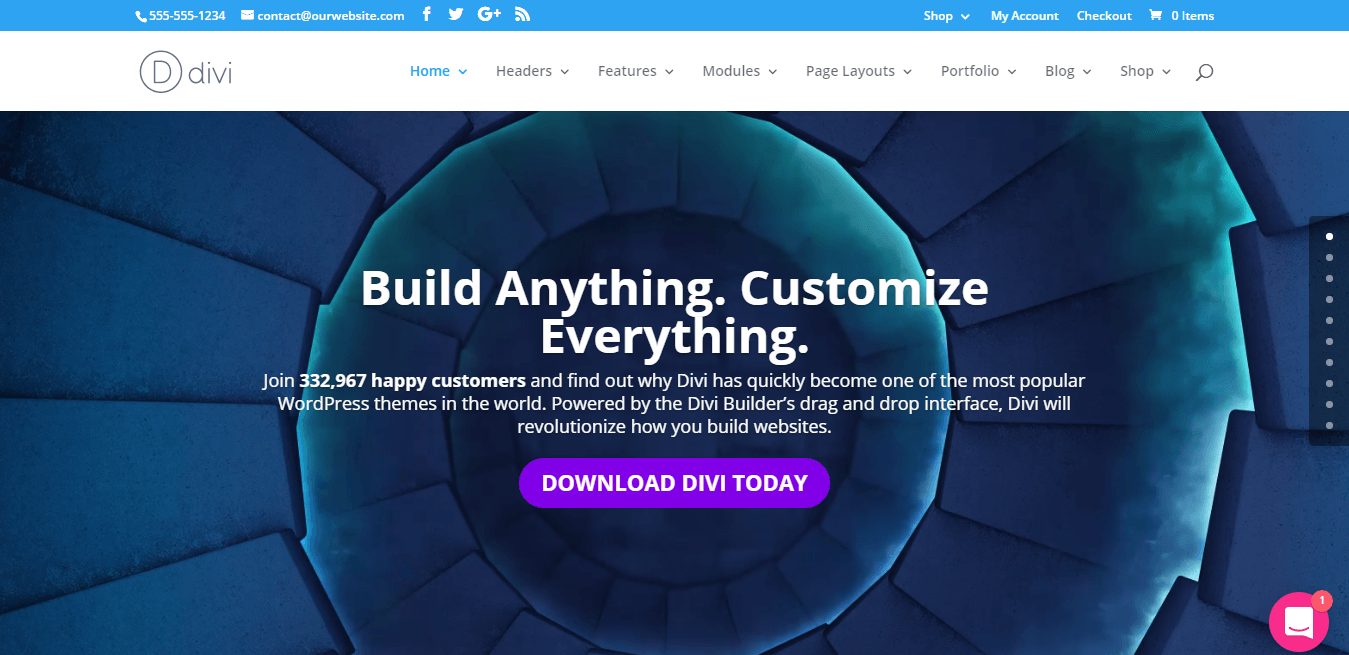 555-555-1234 contact@ourwebsite.com G+ Shop My Account Checkout 0 Items
D divi Home Headers Features Modules Page Layouts Portfolio Blog Shop
Build Anything. Customize
Everything.
Join 332,967 happy customers and find out why Divi has quickly become one of the most popular
WordPress themes in the world. Powered by the Divi Builder’s drag and drop interface, Divi will
revolutionize how you build websites.
DOWNLOAD DIVI TODAY
1